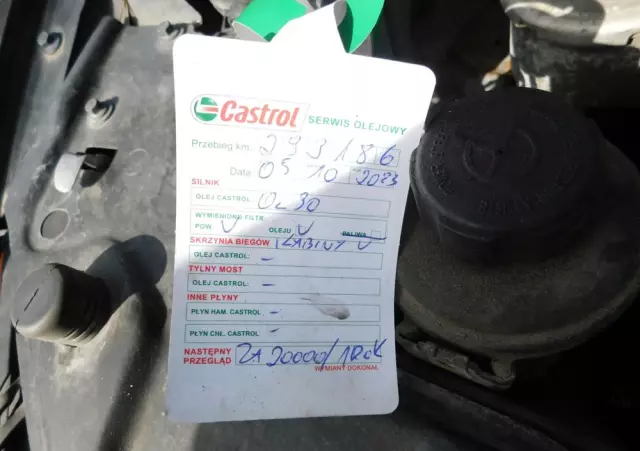 Castrol SERWIS OLEJOWY
Przebieg km. 293186
Data 05 10 2023
SILNIK
OLEJ CASTROL 0L30
WYMIENIONO FILTR
POW. V OLEJU V PALIWA
SKRZYNIA BIEGÓW KABINY V
OLEJ CASTROL: -
TYLNY MOST
OLEJ CASTROL: -
INNE PŁYNY
PŁYN HAM. CASTROL: -
PŁYN CHŁ. CASTROL: -
NASTĘPNY PRZEGLĄD ZA 20000/1ROK
WYMIANY DOKONAŁ